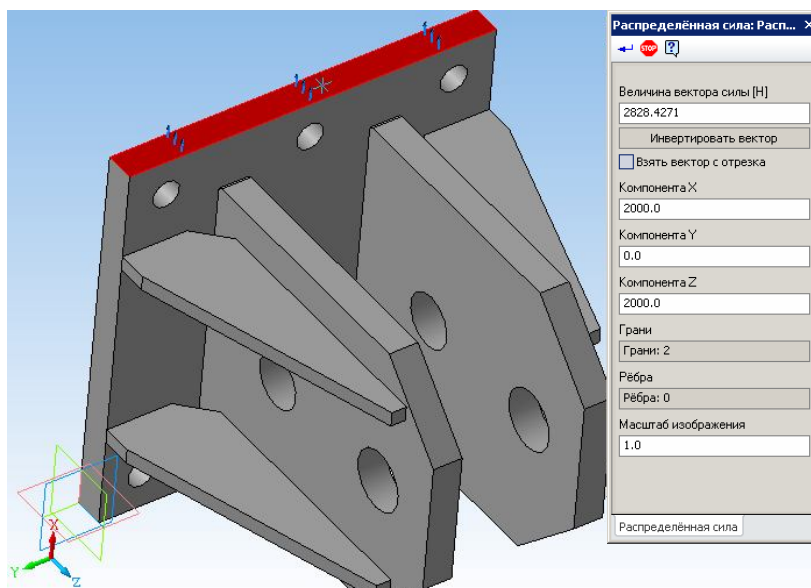 Распределённая сила: Расп...
STOP
?
Величина вектора силы [Н]
2828.4271
Инвертировать вектор
Взять вектор с отрезка
Компонента X
2000.0
Компонента Y
0.0
Компонента Z
2000.0
Грани
Грани: 2
Рёбра
Рёбра: 0
Масштаб изображения
1.0
Распределённая сила
X
Y
Z